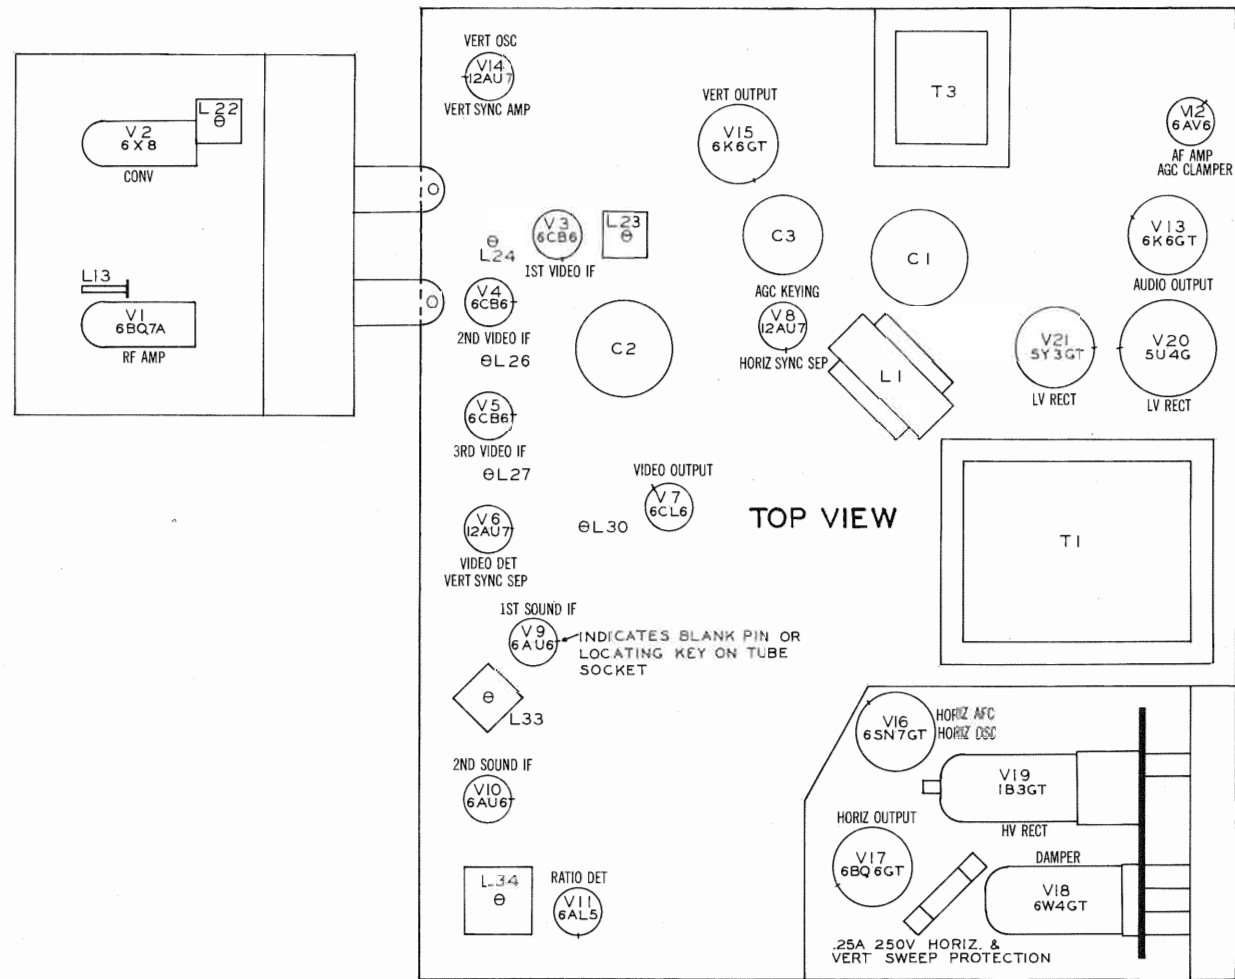 VERT OSC
V14
12AU7
VERT SYNC AMP
L22
V2
6X8
CONV
L13
V1
6BQ7A
RF AMP
VERT OUTPUT
V15
6K6GT
T3
V12
6AV6
AF AMP
AGC CLAMPER
L24
V3
6CB6
1ST VIDEO IF
L23
C3
C1
V13
6K6GT
AUDIO OUTPUT
V4
6CB6
2ND VIDEO IF
L26
C2
AGC KEYING
V8
12AU7
HORIZ SYNC SEP
L1
V21
5Y3GT
LV RECT
V20
5U4G
LV RECT
V5
6CB6
3RD VIDEO IF
L27
VIDEO OUTPUT
V7
6CL6
L30
TOP VIEW
T1
V6
12AU7
VIDEO DET
VERT SYNC SEP
1ST SOUND IF
V9
6AU6
INDICATES BLANK PIN OR
LOCATING KEY ON TUBE
SOCKET
L33
2ND SOUND IF
V10
6AU6
L34
RATIO DET
V11
6AL5
V16
6SN7GT
HORIZ AFC
HORIZ OSC
V19
1B3GT
HV RECT
HORIZ OUTPUT
V17
6BQ6GT
DAMPER
V18
6W4GT
.25A 250V HORIZ. &
VERT SWEEP PROTECTION